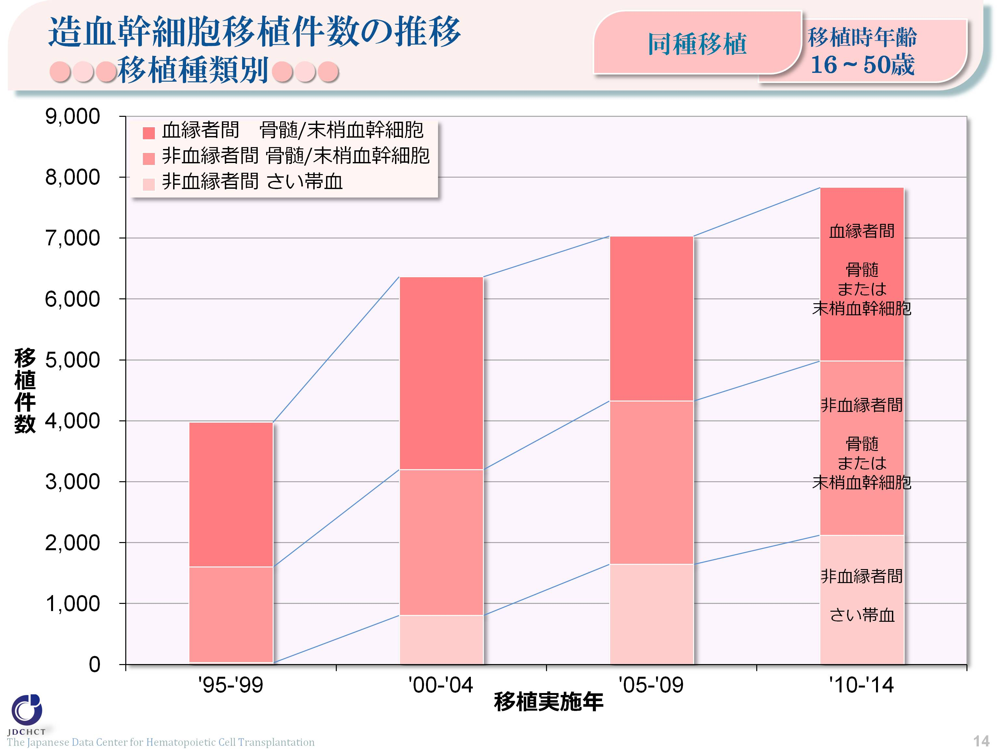 造血幹細胞移植件数の推移
移植種類別
同種移植
移植時年齢
16～50歳
9,000
8,000
7,000
6,000
5,000
4,000
3,000
2,000
1,000
0
移植件数
血縁者間　骨髄/末梢血幹細胞
非血縁者間 骨髄/末梢血幹細胞
非血縁者間 さい帯血
血縁者間
骨髄
または
末梢血幹細胞
非血縁者間
骨髄
または
末梢血幹細胞
非血縁者間
さい帯血
'95-'99
'00-'04
'05-'09
'10-'14
移植実施年
JDCHCT
The Japanese Data Center for Hematopoietic Cell Transplantation
14